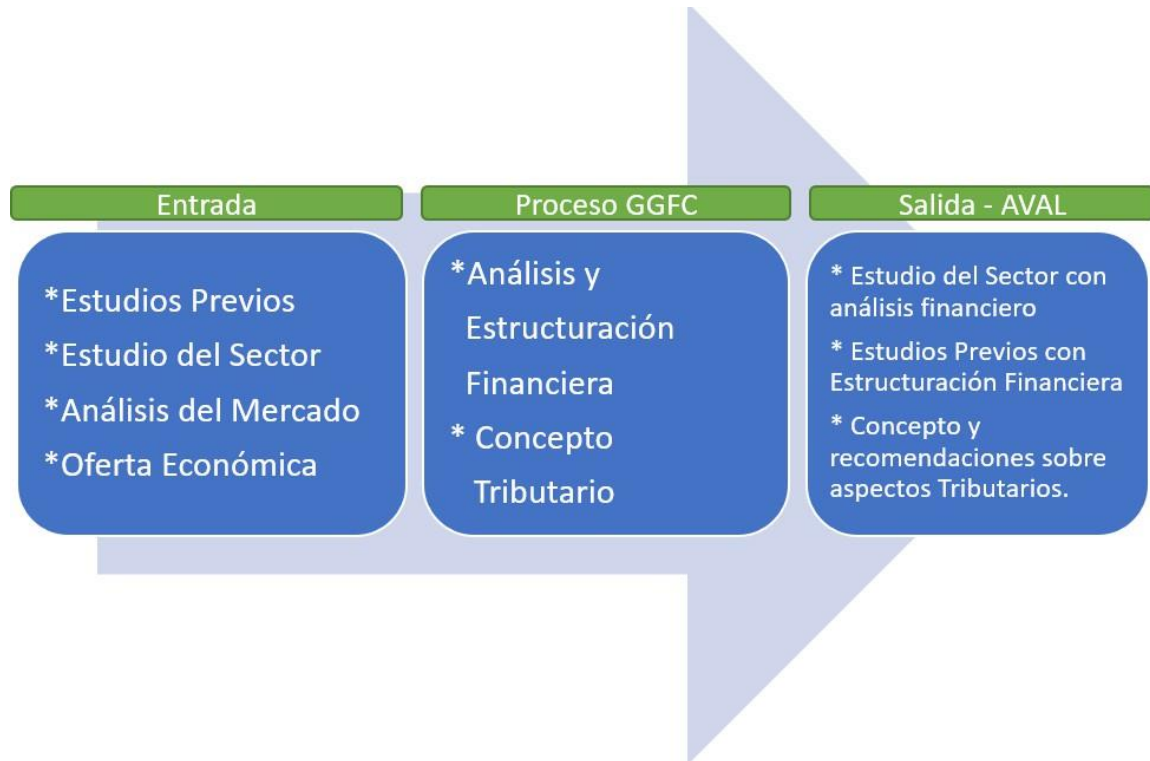 Entrada
*Estudios Previos
*Estudio del Sector
*Análisis del Mercado
*Oferta Económica
Proceso GGFC
*Análisis y
Estructuración
Financiera
* Concepto
Tributario
Salida - AVAL
* Estudio del Sector con
análisis financiero
* Estudios Previos con
Estructuración Financiera
* Concepto y
recomendaciones sobre
aspectos Tributarios.